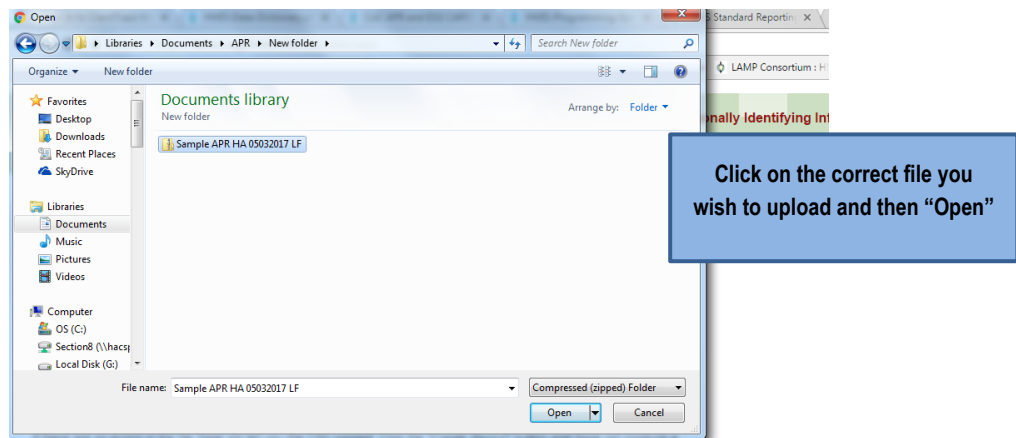 Open
S Standard Reportin
Libraries Documents APR New folder
Search New folder
Organize New folder
LAMP Consortium : H
Favorites
Desktop
Downloads
Recent Places
SkyDrive
Libraries
Documents
Music
Pictures
Videos
Computer
OS (C:)
Section8 (\\hacsp
Local Disk (G:)
Documents library
New folder
Arrange by: Folder
Sample APR HA 05032017 LF
onally Identifying Inf
Click on the correct file you
wish to upload and then “Open”
File name: Sample APR HA 05032017 LF
Compressed (zipped) Folder
Open
Cancel